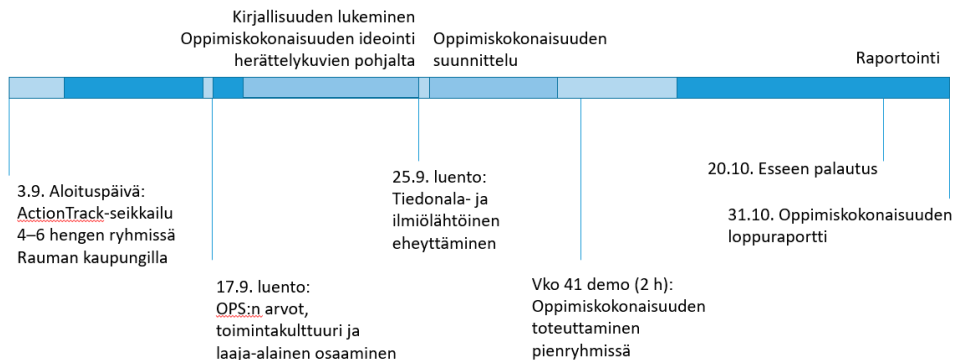 Kirjallisuuden lukeminen
Oppimiskokonaisuuden ideointi
herättelykuvien pohjalta
Oppimiskokonaisuuden
suunnittelu
Raportointi
3.9. Aloituspäivä:
ActionTrack-seikkailu
4–6 hengen ryhmissä
Rauman kaupungilla
17.9. luento:
OPS:n arvot,
toimintakulttuuri ja
laaja-alainen osaaminen
25.9. luento:
Tiedonala- ja
ilmiölähtöinen
eheyttäminen
Vko 41 demo (2 h):
Oppimiskokonaisuuden
toteuttaminen
pienryhmissä
20.10. Esseen palautus
31.10. Oppimiskokonaisuuden
loppuraportti